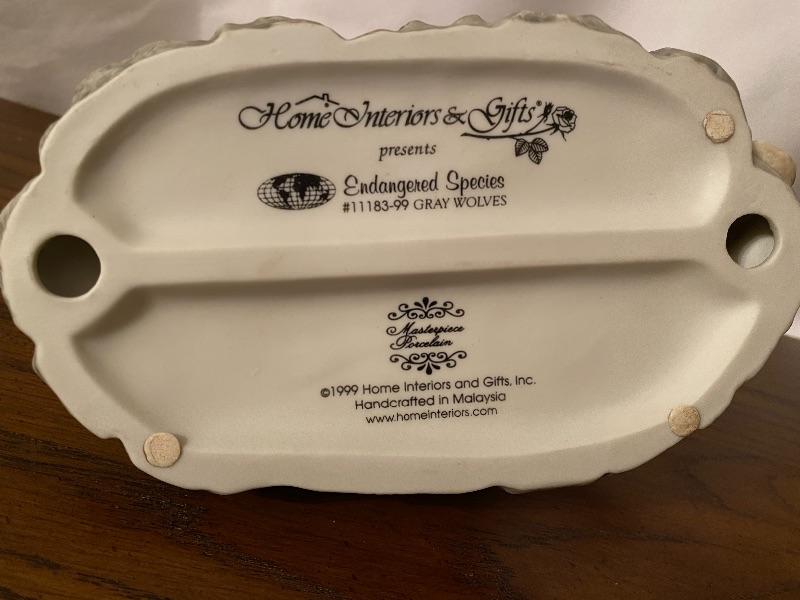 Home Interiors & Gifts®
presents
Endangered Species
#11183-99 GRAY WOLVES
Masterpiece
Porcelain
©1999 Home Interiors and Gifts, Inc.
Handcrafted in Malaysia
www.homeinteriors.com